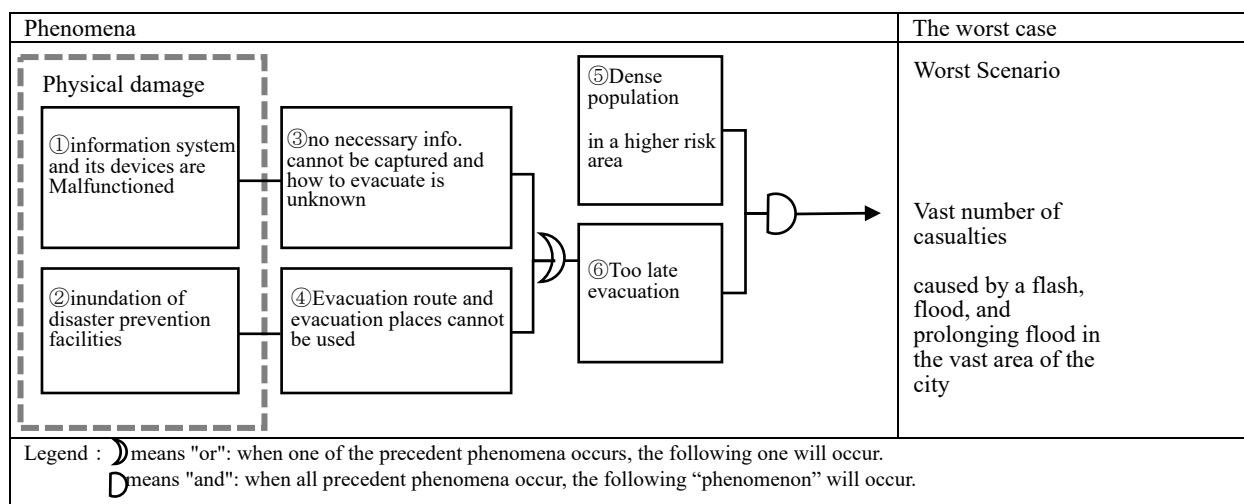 Phenomena
The worst case
Physical damage
①information system
and its devices are
Malfunctioned
②inundation of
disaster prevention
facilities
③no necessary info.
cannot be captured and
how to evacuate is
unknown
④Evacuation route and
evacuation places cannot
be used
⑤Dense
population
in a higher risk
area
⑥Too late
evacuation
Worst Scenario
Vast number of
casualties
caused by a flash,
flood, and
prolonging flood in
the vast area of the
city
Legend : means "or": when one of the precedent phenomena occurs, the following one will occur.
means "and": when all precedent phenomena occur, the following “phenomenon” will occur.